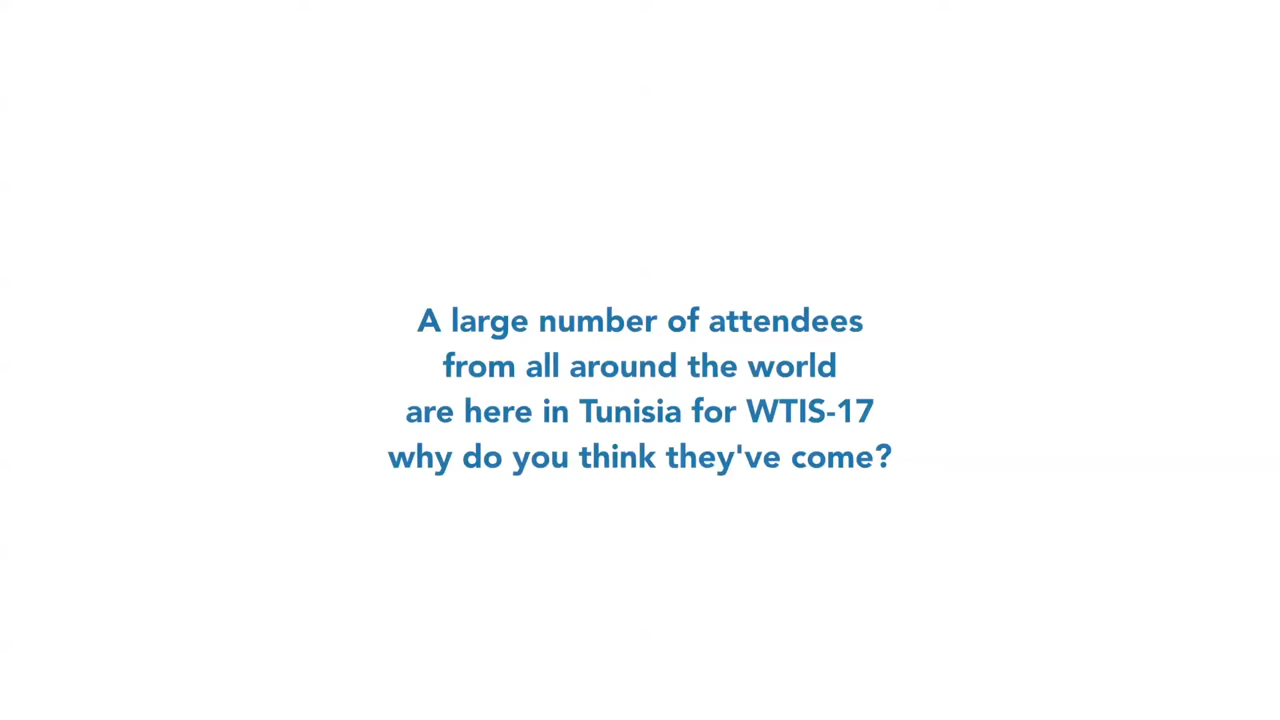 A large number of attendees
from all around the world
are here in Tunisia for WTIS-17
why do you think they've come?